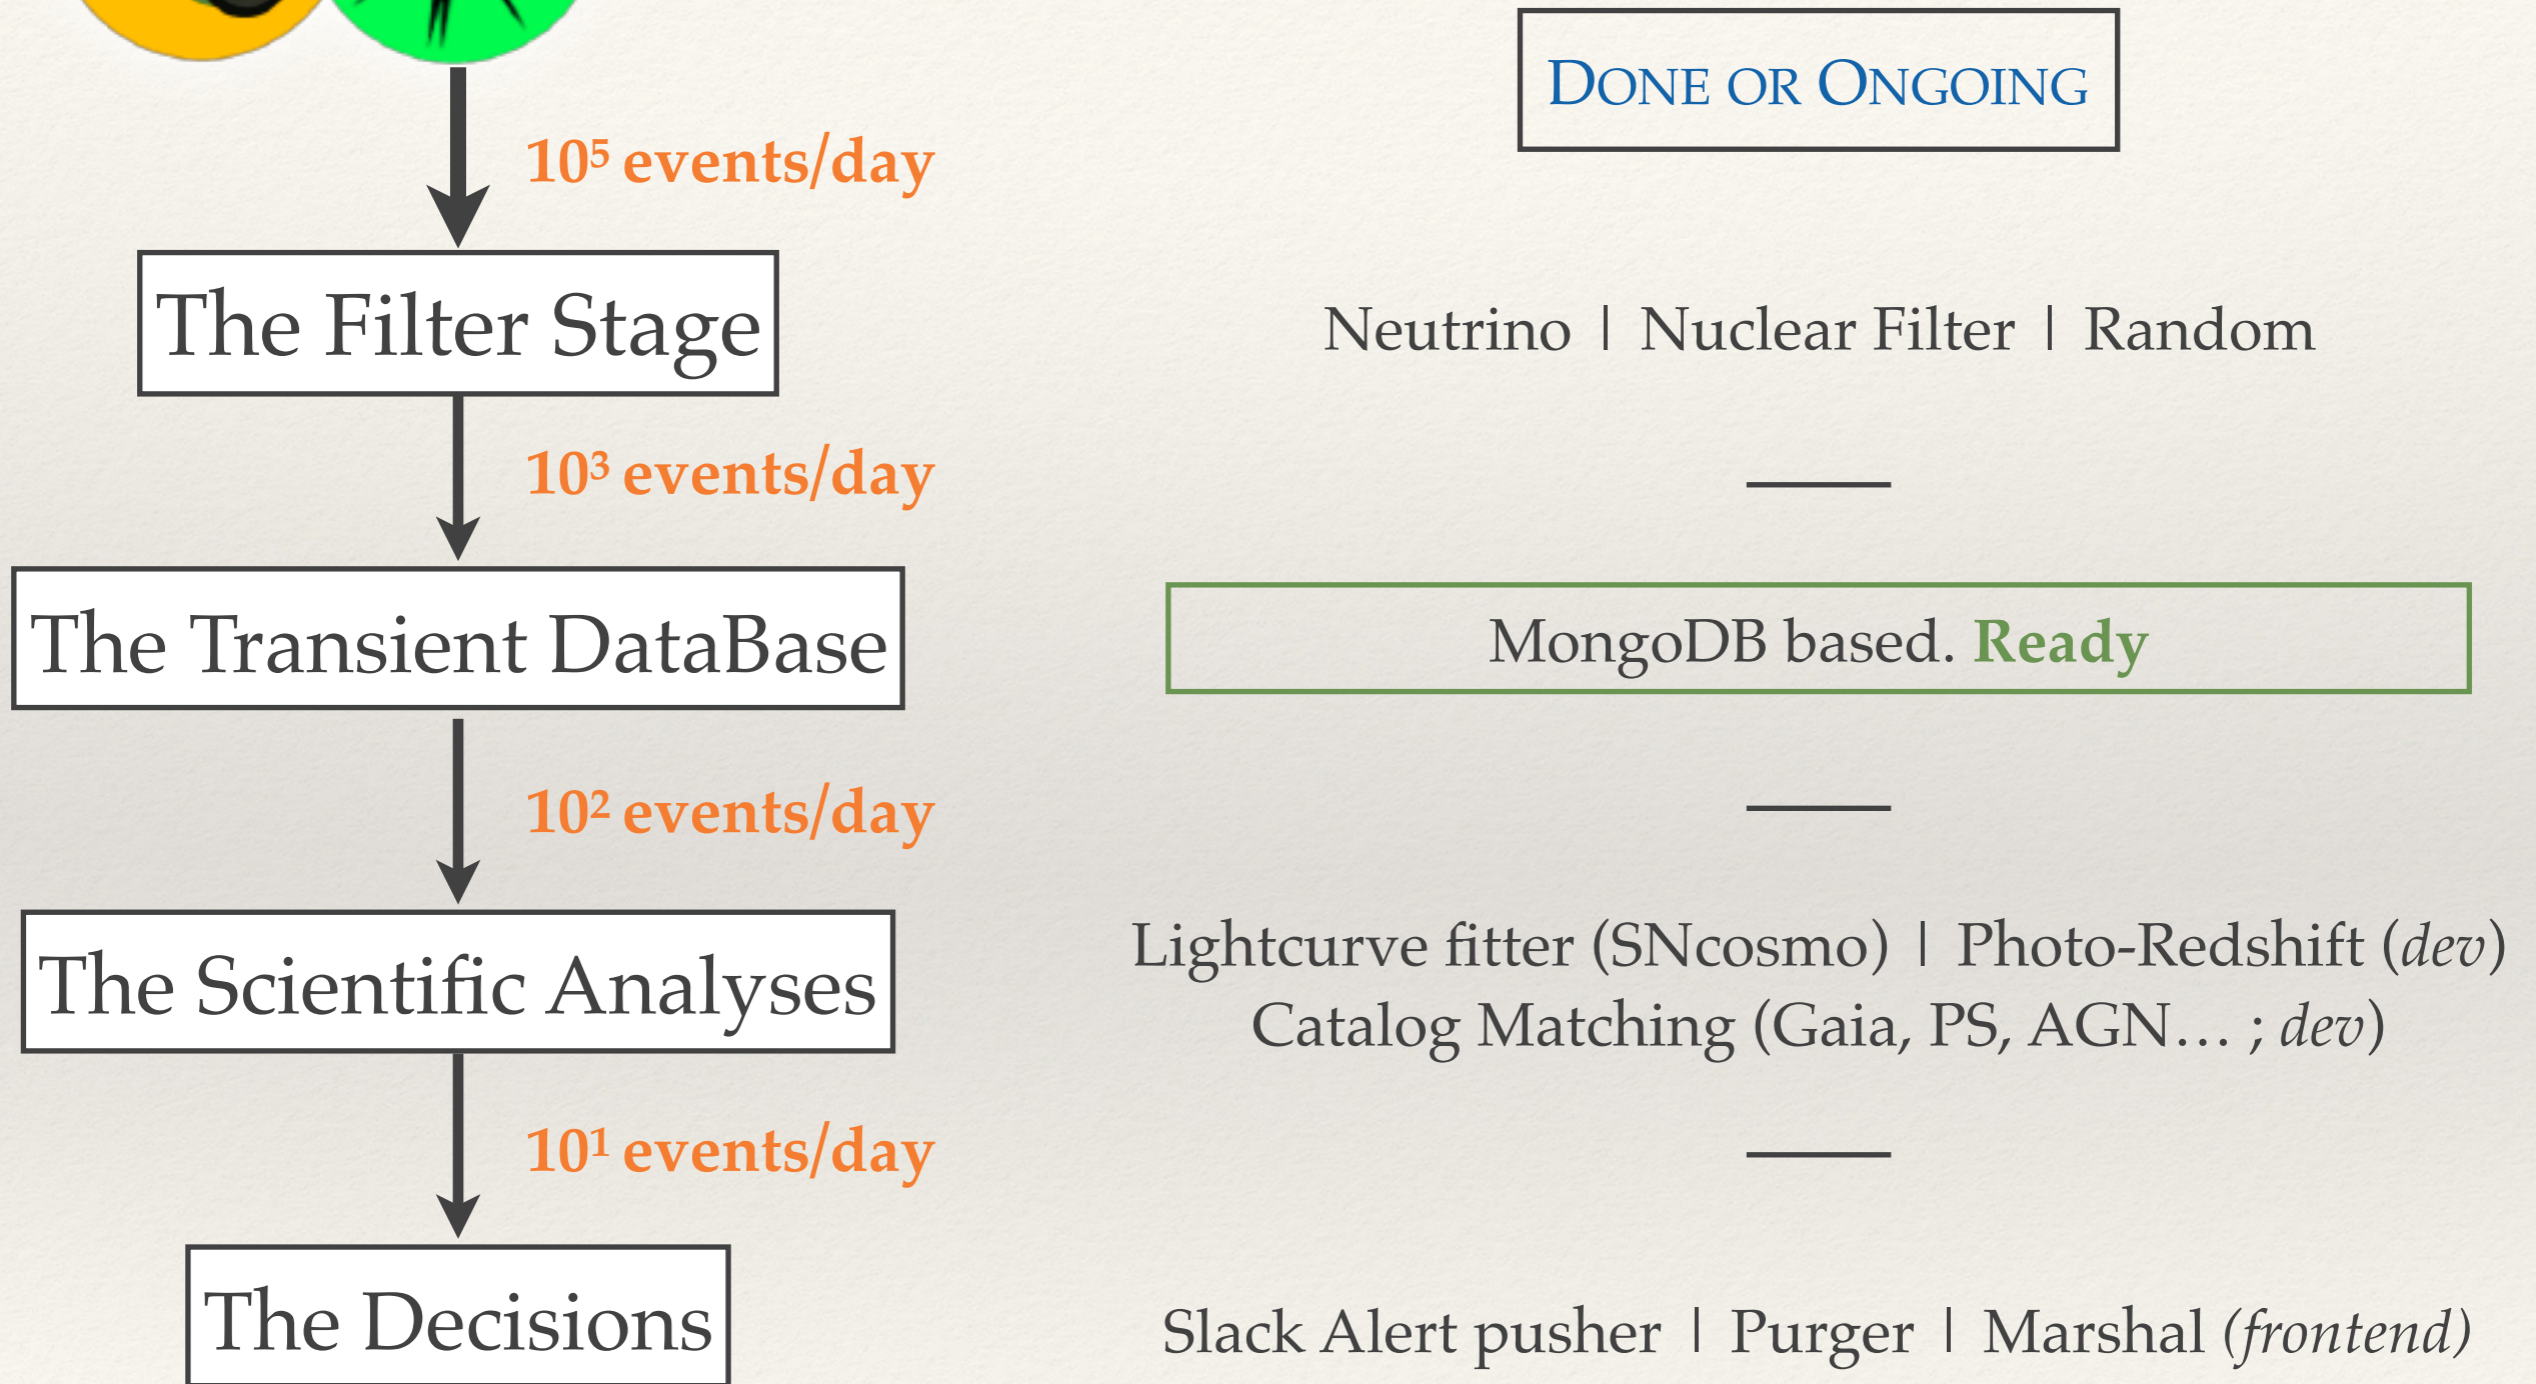 DONE OR ONGOING
10⁵ events/day
The Filter Stage
Neutrino | Nuclear Filter | Random
10³ events/day
The Transient DataBase
MongoDB based. Ready
10² events/day
The Scientific Analyses
Lightcurve fitter (SNcosmo) | Photo-Redshift (dev)
Catalog Matching (Gaia, PS, AGN… ; dev)
10¹ events/day
The Decisions
Slack Alert pusher | Purger | Marshal (frontend)